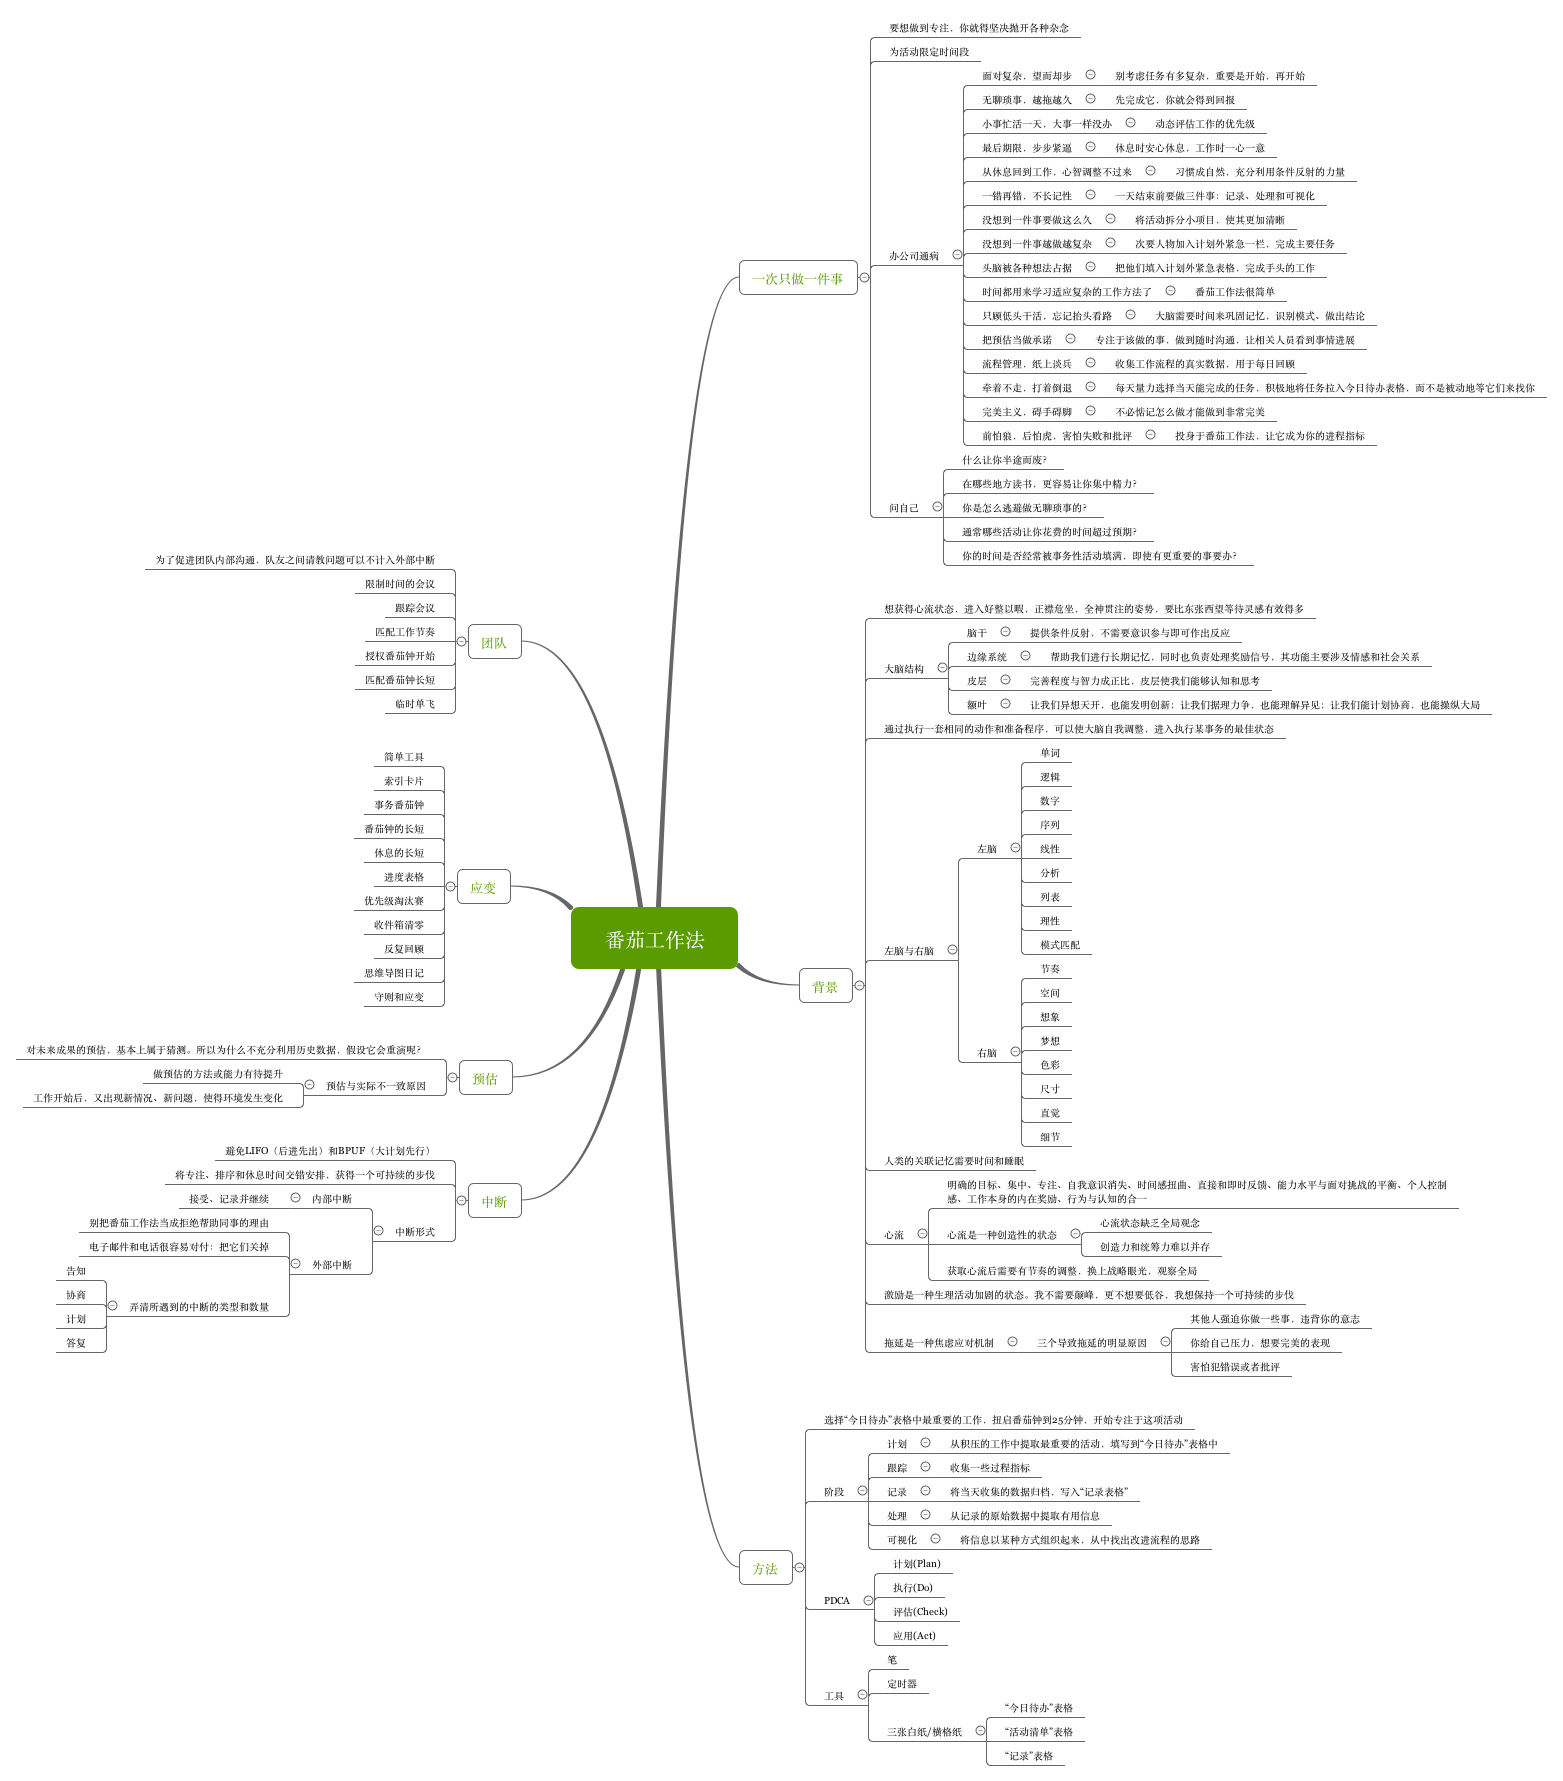 番茄工作法
一次只做一件事
要想做到专注，你就得坚决抛开各种杂念
为活动限定时间段
办公司通病
面对复杂，望而却步
别考虑任务有多复杂，重要是开始，再开始
无聊琐事，越拖越久
先完成它，你就会得到回报
小事忙活一天，大事一样没办
动态评估工作的优先级
最后期限，步步紧逼
休息时安心休息，工作时一心一意
从休息回到工作，心智调整不过来
习惯成自然，充分利用条件反射的力量
一错再错，不长记性
一天结束前要做三件事：记录、处理和可视化
没想到一件事要做这么久
将活动拆分小项目，使其更加清晰
没想到一件事越做越复杂
次要人物加入计划外紧急一栏，完成主要任务
头脑被各种想法占据
把他们填入计划外紧急表格，完成手头的工作
时间都用来学习适应复杂的工作方法了
番茄工作法很简单
只顾低头干活，忘记抬头看路
大脑需要时间来巩固记忆，识别模式、做出结论
把预估当做承诺
专注于该做的事，做到随时沟通，让相关人员看到事情进展
流程管理，纸上谈兵
收集工作流程的真实数据，用于每日回顾
牵着不走，打着倒退
每天量力选择当天能完成的任务，积极地将任务拉入今日待办表格，而不是被动地等它们来找你
完美主义，碍手碍脚
不必惦记怎么做才能做到非常完美
前怕狼，后怕虎，害怕失败和批评
投身于番茄工作法，让它成为你的进程指标
问自己
什么让你半途而废？
在哪些地方读书，更容易让你集中精力？
你是怎么逃避做无聊琐事的？
通常哪些活动让你花费的时间超过预期？
你的时间是否经常被事务性活动填满，即使有更重要的事要办？
背景
想获得心流状态，进入好整以暇，正襟危坐，全神贯注的姿势，要比东张西望等待灵感有效得多
大脑结构
脑干
提供条件反射，不需要意识参与即可作出反应
边缘系统
帮助我们进行长期记忆，同时也负责处理奖励信号，其功能主要涉及情感和社会关系
皮层
完善程度与智力成正比，皮层使我们能够认知和思考
额叶
让我们异想天开，也能发明创新；让我们据理力争，也能理解异见；让我们能计划协商，也能操纵大局
通过执行一套相同的动作和准备程序，可以使大脑自我调整，进入执行某事务的最佳状态
左脑与右脑
左脑
单词
逻辑
数字
序列
线性
分析
列表
理性
模式匹配
右脑
节奏
空间
想象
梦想
色彩
尺寸
直觉
细节
人类的关联记忆需要时间和睡眠
心流
明确的目标、集中、专注、自我意识消失、时间感扭曲、直接和即时反馈、能力水平与面对挑战的平衡、个人控制
感、工作本身的内在奖励、行为与认知的合一
心流是一种创造性的状态
心流状态缺乏全局观念
创造力和统筹力难以并存
获取心流后需要有节奏的调整，换上战略眼光，观察全局
激励是一种生理活动加剧的状态。我不需要颠峰，更不想要低谷，我想保持一个可持续的步伐
拖延是一种焦虑应对机制
三个导致拖延的明显原因
其他人强迫你做一些事，违背你的意志
你给自己压力，想要完美的表现
害怕犯错误或者批评
方法
选择“今日待办”表格中最重要的工作，扭启番茄钟到25分钟，开始专注于这项活动
阶段
计划
从积压的工作中提取最重要的活动，填写到“今日待办”表格中
跟踪
收集一些过程指标
记录
将当天收集的数据归档，写入“记录表格”
处理
从记录的原始数据中提取有用信息
可视化
将信息以某种方式组织起来，从中找出改进流程的思路
PDCA
计划(Plan)
执行(Do)
评估(Check)
应用(Act)
工具
笔
定时器
三张白纸/横格纸
“今日待办”表格
“活动清单”表格
“记录”表格
团队
为了促进团队内部沟通，队友之间请教问题可以不计入外部中断
限制时间的会议
跟踪会议
匹配工作节奏
授权番茄钟开始
匹配番茄钟长短
临时单飞
应变
简单工具
索引卡片
事务番茄钟
番茄钟的长短
休息的长短
进度表格
优先级淘汰赛
收件箱清零
反复回顾
思维导图日记
守则和应变
预估
对未来成果的预估，基本上属于猜测。所以为什么不充分利用历史数据，假设它会重演呢？
预估与实际不一致原因
做预估的方法或能力有待提升
工作开始后，又出现新情况、新问题，使得环境发生变化
中断
避免LIFO（后进先出）和BPUF（大计划先行）
将专注、排序和休息时间交错安排，获得一个可持续的步伐
中断形式
内部中断
接受、记录并继续
外部中断
别把番茄工作法当成拒绝帮助同事的理由
电子邮件和电话很容易对付：把它们关掉
弄清所遇到的中断的类型和数量
告知
协商
计划
答复